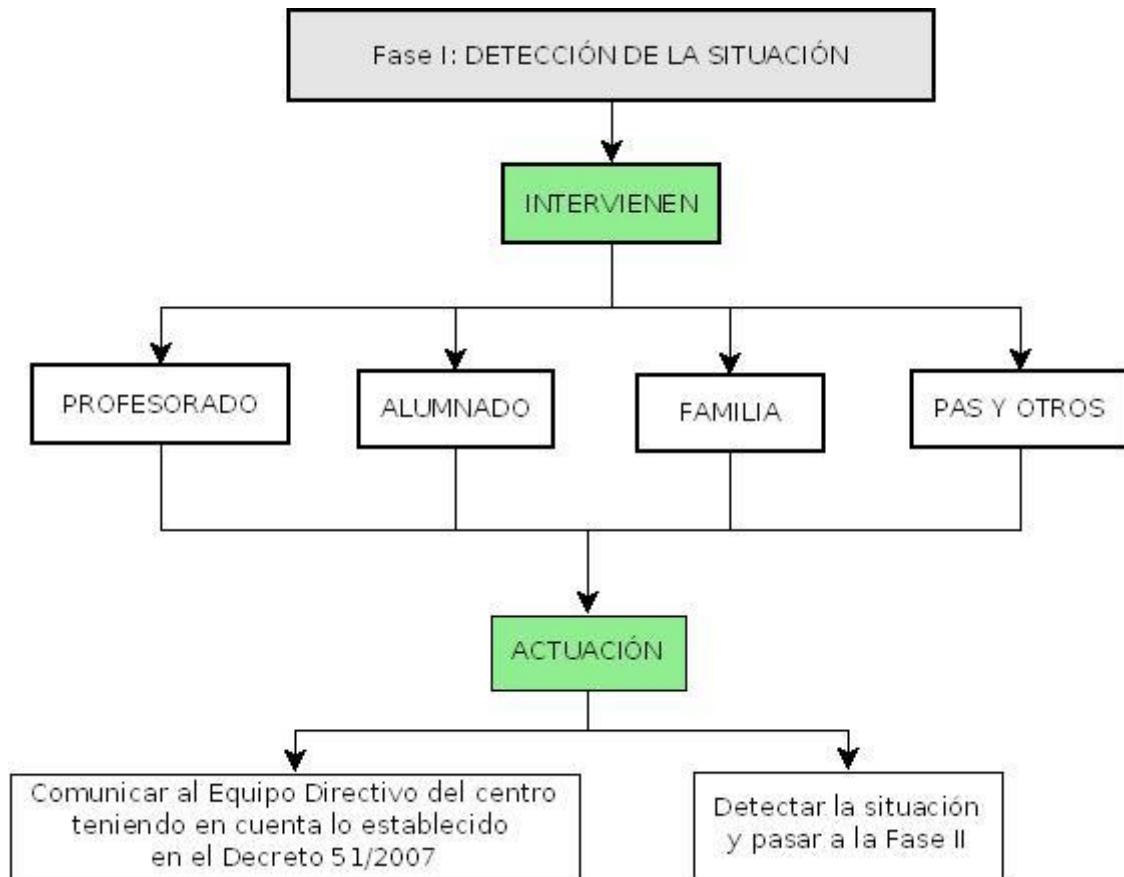 Fase I: DETECCIÓN DE LA SITUACIÓN
INTERVIENEN
PROFESORADO
ALUMNADO
FAMILIA
PAS Y OTROS
ACTUACIÓN
Comunicar al Equipo Directivo del centro
teniendo en cuenta lo establecido
en el Decreto 51/2007
Detectar la situación
y pasar a la Fase II